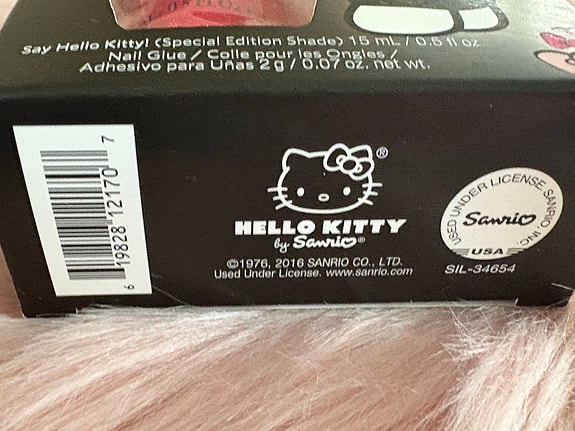 Say Hello Kitty! (Special Edition Shade) 15 mL / 0.5 fl oz
Nail Glue / Colle pour les Ongles /
Adhesivo para Uñas 2 g / 0.07 oz. net wt.
6 19828 12170 7
®
HELLO KITTY
by Sanrio®
©1976, 2016 SANRIO CO., LTD.
Used Under License. www.sanrio.com
USED UNDER LICENSE SANRIO, INC.
Sanrio
USA
SIL-34654